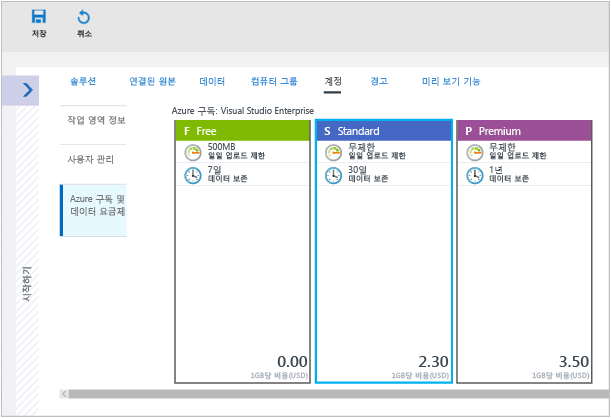 저장 취소
솔루션 연결된 원본 데이터 컴퓨터 그룹 계정 경고 미리 보기 기능
시작하기
작업 영역 정보
사용자 관리
Azure 구독 및
데이터 요금제
Azure 구독: Visual Studio Enterprise
F Free
500MB
일일 업로드 제한
7일
데이터 보존
0.00
1GB당 비용(USD)
S Standard
무제한
일일 업로드 제한
30일
데이터 보존
2.30
1GB당 비용(USD)
P Premium
무제한
일일 업로드 제한
1년
데이터 보존
3.50
1GB당 비용(USD)